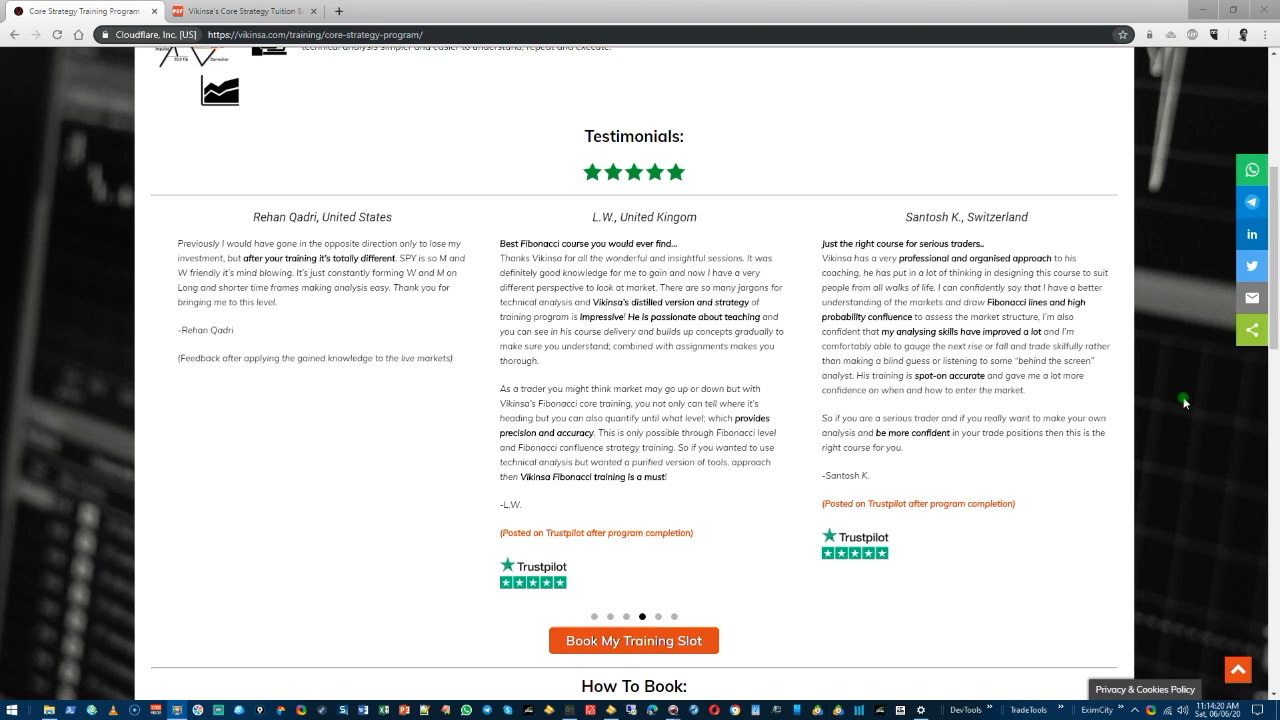 Core Strategy Training Program -
Vikinsa's Core Strategy Tuition B
Cloudflare, Inc. [US]
https://vikinsa.com/training/core-strategy-program/
technical analysis simpler and easier to understand, repeat and execute.
Testimonials:
Rehan Qadri, United States
Previously I would have gone in the opposite direction only to lose my
investment, but after your training it's totally different. SPY is so M and
W friendly it's mind blowing. It's just constantly forming W and M on
Long and shorter time frames making analysis easy. Thank you for
bringing me to this level.
-Rehan Qadri
(Feedback after applying the gained knowledge to the live markets)
L.W., United Kingom
Best Fibonacci course you would ever find...
Thanks Vikinsa for all the wonderful and insightful sessions. It was
definitely good knowledge for me to gain and now I have a very
different perspective to look at market. There are so many jargons for
technical analysis and Vikinsa's distilled version and strategy of
training program is impressive! He is passionate about teaching and
you can see in his course delivery and builds up concepts gradually to
make sure you understand; combined with assignments makes you
thorough.
As a trader you might think market may go up or down but with
Vikinsa's Fibonacci core training, you not only can tell where it's
heading but you can also quantify until what level; which provides
precision and accuracy. This is only possible through Fibonacci level
and Fibonacci confluence strategy training. So if you wanted to use
technical analysis but wanted a purified version of tools, approach
then Vikinsa Fibonacci training is a must!
-L.W.
(Posted on Trustpilot after program completion)
Trustpilot
Santosh K., Switzerland
Just the right course for serious traders..
Vikinsa has a very professional and organised approach to his
coaching, he has put in a lot of thinking in designing this course to suit
people from all walks of life. I can confidently say that I have a better
understanding of the markets and draw Fibonacci lines and high
probability confluence to assess the market structure, I'm also
confident that my analysing skills have improved a lot and I'm
comfortably able to gauge the next rise or fall and trade skilfully rather
than making a blind guess or listening to some "behind the screen"
analyst. His training is spot-on accurate and gave me a lot more
confidence on when and how to enter the market.
So if you are a serious trader and if you really want to make your own
analysis and be more confident in your trade positions then this is the
right course for you.
-Santosh K.
(Posted on Trustpilot after program completion)
Trustpilot
Book My Training Slot
How To Book:
Privacy & Cookies Policy
DevTools
TradeTools
EximCity
11:14:20 AM
Sat, 06/06/20